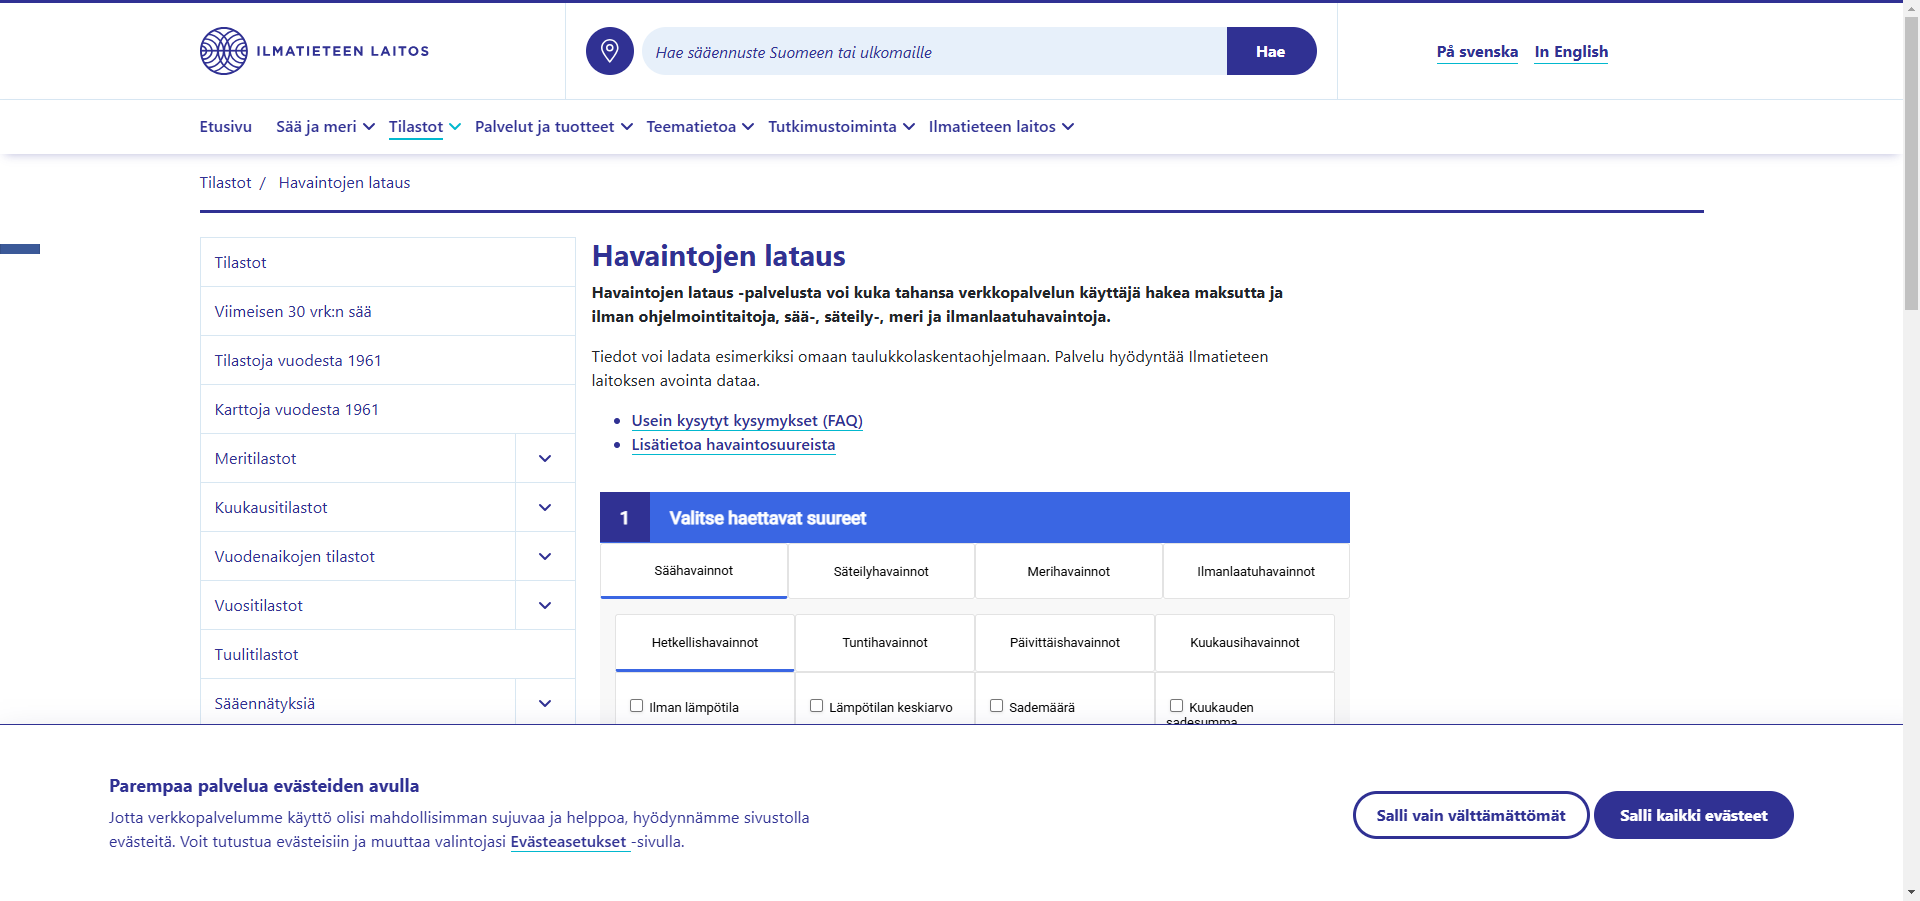 ILMATIETEEN LAITOS
Hae sääennuste Suomeen tai ulkomaille
Hae
På svenska
In English
Etusivu
Sää ja meri
Tilastot
Palvelut ja tuotteet
Teematietoa
Tutkimustoiminta
Ilmatieteen laitos
Tilastot / Havaintojen lataus
Tilastot
Viimeisen 30 vrk:n sää
Tilastoja vuodesta 1961
Karttoja vuodesta 1961
Meritilastot
Kuukausitilastot
Vuodenaikojen tilastot
Vuositilastot
Tuulitilastot
Sääennätyksiä
Havaintojen lataus
Havaintojen lataus -palvelusta voi kuka tahansa verkkopalvelun käyttäjä hakea maksutta ja
ilman ohjelmointitaitoja, sää-, säteily-, meri ja ilmanlaatuhavaintoja.
Tiedot voi ladata esimerkiksi omaan taulukkolaskentaohjelmaan. Palvelu hyödyntää Ilmatieteen
laitoksen avointa dataa.
Usein kysytyt kysymykset (FAQ)
Lisätietoa havaintosuureista
1 Valitse haettavat suureet
Säähavainnot
Säteilyhavainnot
Merihavainnot
Ilmanlaatuhavainnot
Hetkellishavainnot
Tuntihavainnot
Päivittäishavainnot
Kuukausihavainnot
Ilman lämpötila
Lämpötilan keskiarvo
Sademäärä
Kuukauden
sadesumma
Parempaa palvelua evästeiden avulla
Jotta verkkopalvelumme käyttö olisi mahdollisimman sujuvaa ja helppoa, hyödynnämme sivustolla
evästeitä. Voit tutustua evästeisiin ja muuttaa valintojasi Evästeasetukset -sivulla.
Salli vain välttämättömät
Salli kaikki evästeet